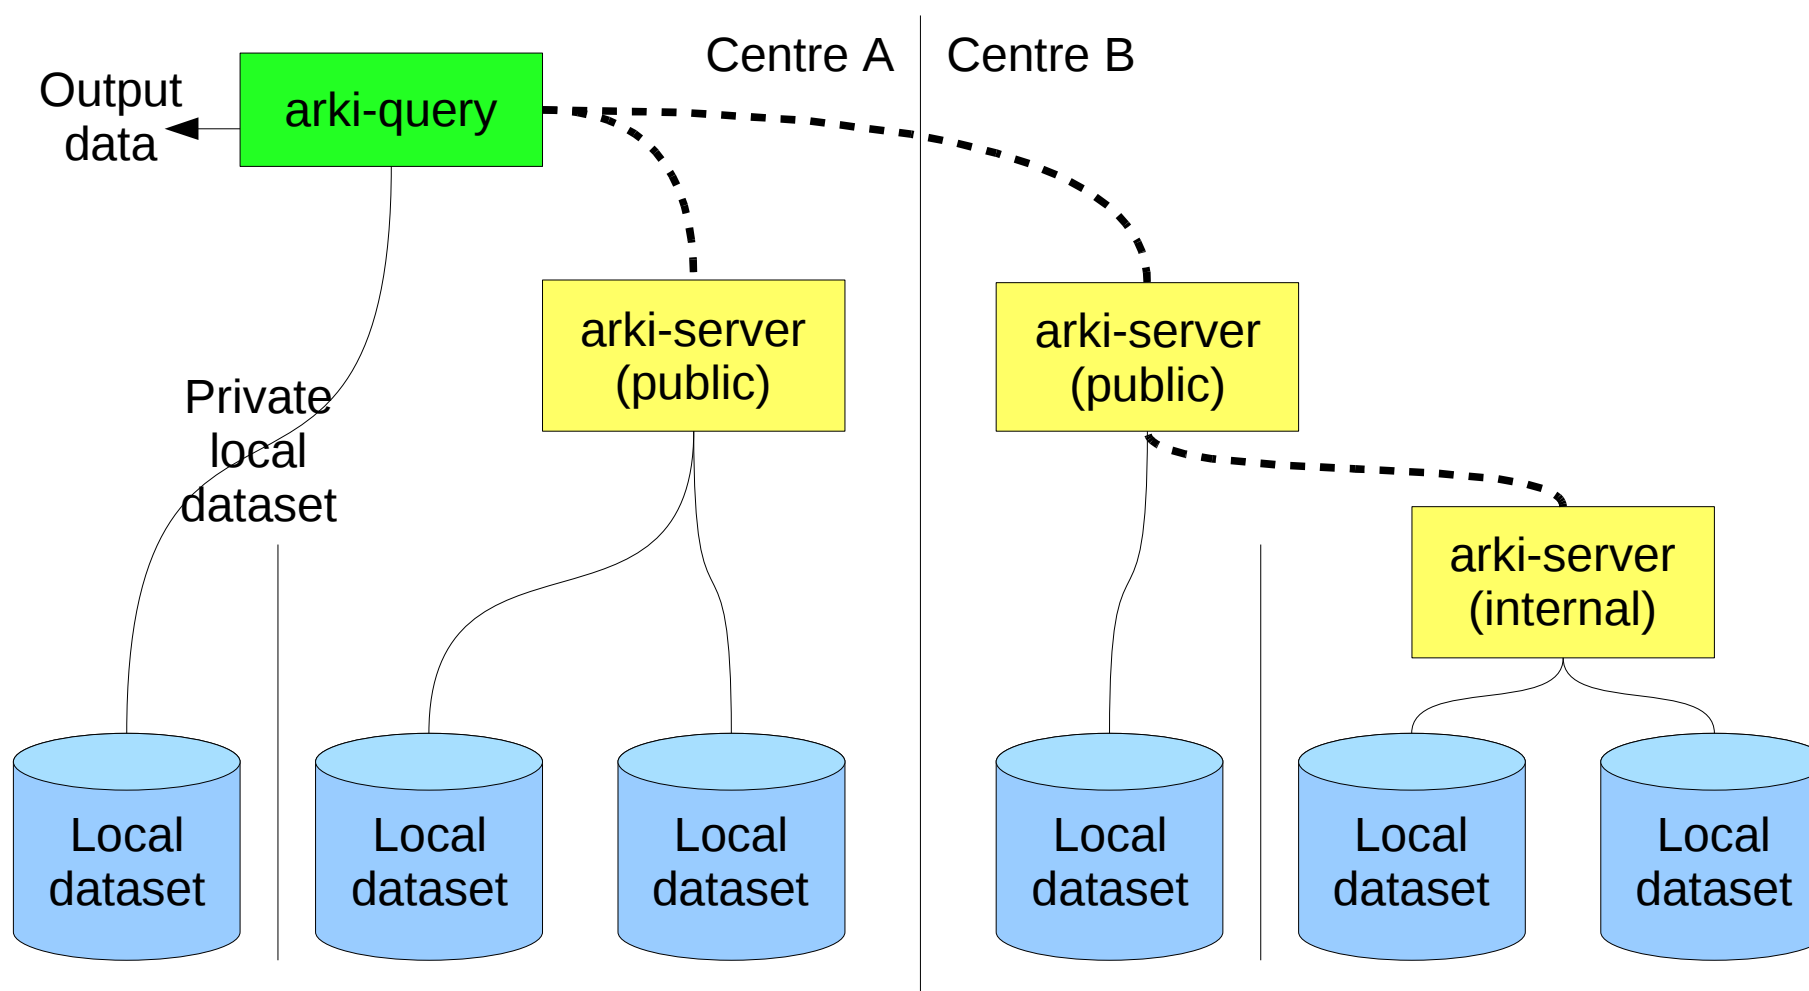 Output
data
arki-query
Centre A
Centre B
arki-server
(public)
arki-server
(public)
Private
local
dataset
arki-server
(internal)
Local
dataset
Local
dataset
Local
dataset
Local
dataset
Local
dataset
Local
dataset